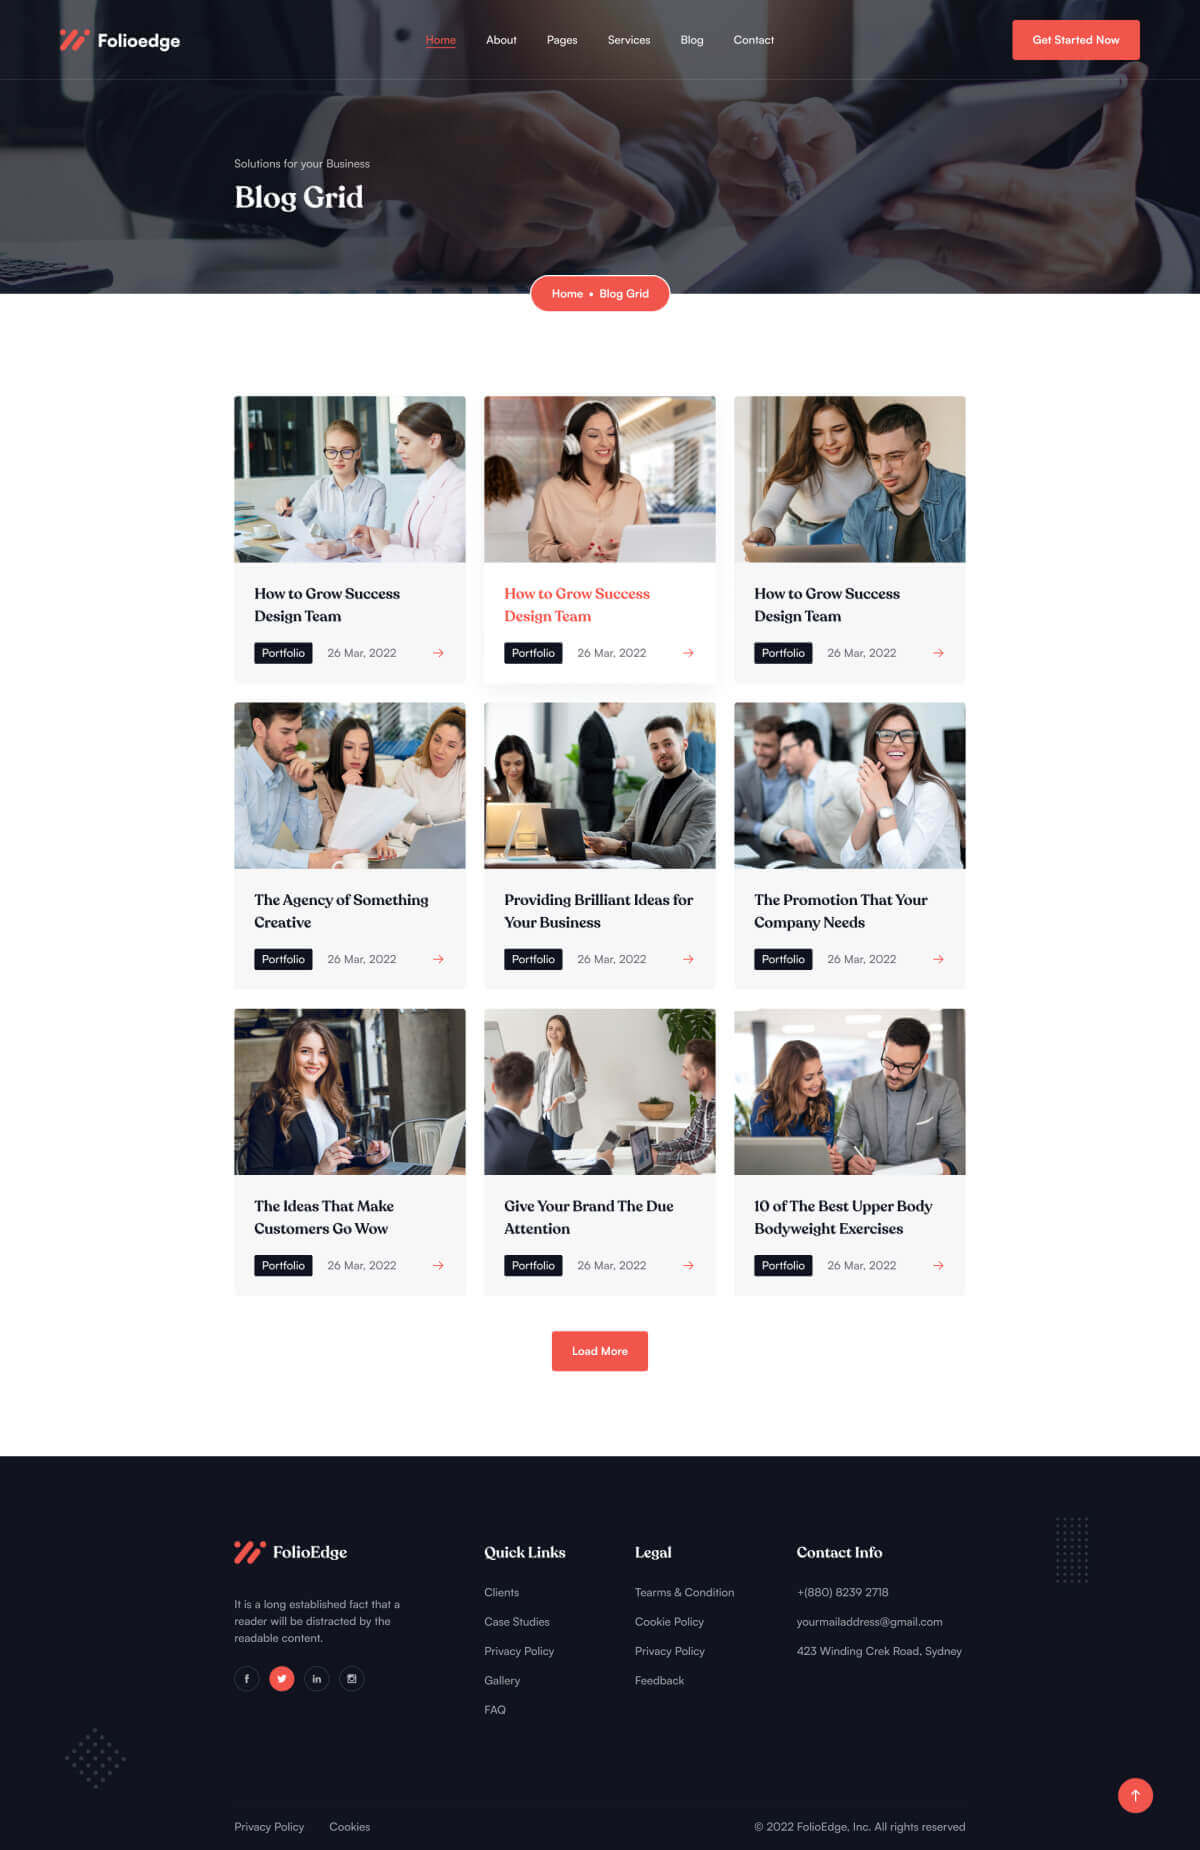 Folioedge
Home About Pages Services Blog Contact
Get Started Now
Solutions for your Business
Blog Grid
Home • Blog Grid
How to Grow Success
Design Team
Portfolio 26 Mar, 2022 →
How to Grow Success
Design Team
Portfolio 26 Mar, 2022 →
How to Grow Success
Design Team
Portfolio 26 Mar, 2022 →
The Agency of Something
Creative
Portfolio 26 Mar, 2022 →
Providing Brilliant Ideas for
Your Business
Portfolio 26 Mar, 2022 →
The Promotion That Your
Company Needs
Portfolio 26 Mar, 2022 →
The Ideas That Make
Customers Go Wow
Portfolio 26 Mar, 2022 →
Give Your Brand The Due
Attention
Portfolio 26 Mar, 2022 →
10 of The Best Upper Body
Bodyweight Exercises
Portfolio 26 Mar, 2022 →
Load More
FolioEdge
It is a long established fact that a
reader will be distracted by the
readable content.
Quick Links
Clients
Case Studies
Privacy Policy
Gallery
FAQ
Legal
Tearms & Condition
Cookie Policy
Privacy Policy
Feedback
Contact Info
+(880) 8239 2718
yourmailaddress@gmail.com
423 Winding Crek Road, Sydney
Privacy Policy Cookies
© 2022 FolioEdge, Inc. All rights reserved